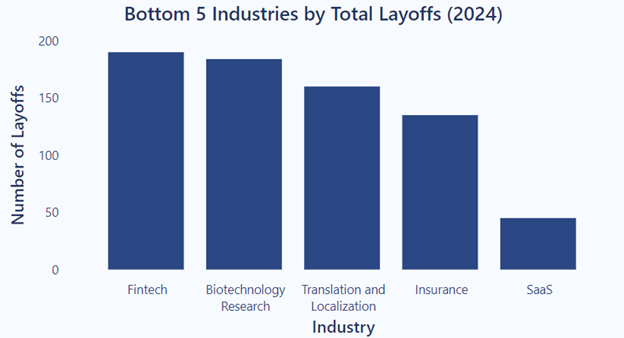 Bottom 5 Industries by Total Layoffs (2024)
Number of Layoffs
200
150
100
50
0
Fintech
Biotechnology
Research
Translation and
Localization
Insurance
SaaS
Industry